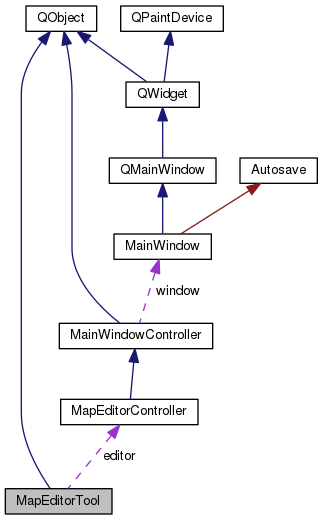 QObject
QPaintDevice
QWidget
QMainWindow
Autosave
MainWindow
window
MainWindowController
MapEditorController
editor
MapEditorTool